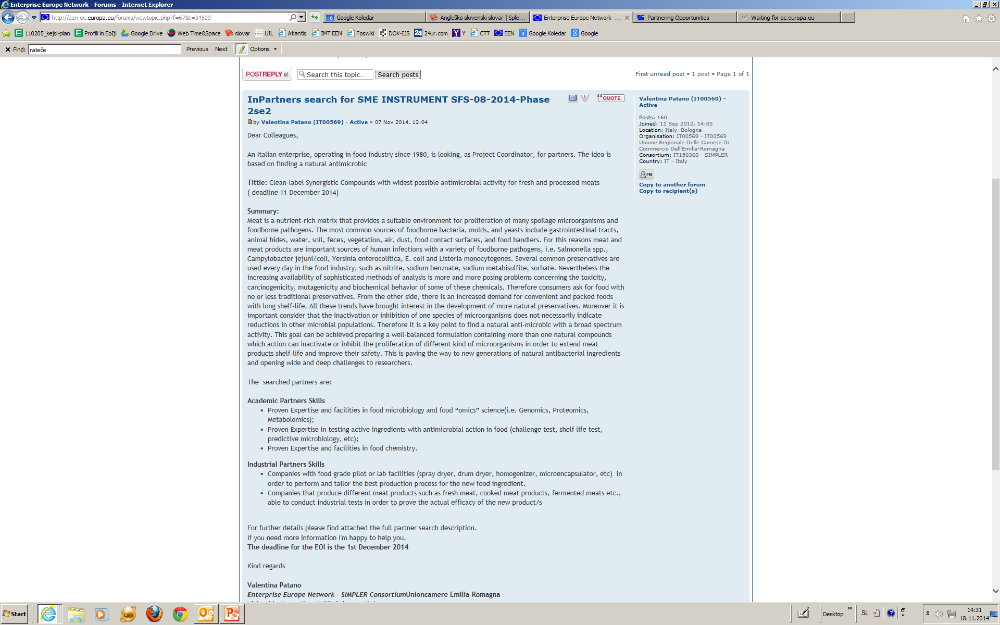 Enterprise Europe Network - Forums - Internet Explorer
http://een.ec.europa.eu/forums/viewtopic.php?f=67&t=34509
18 Google Koledar
Angleško slovenski slovar | Sple...
Enterprise Europe Network -...
Partnering Opportunities
Waiting for ec.europa.eu
110205_kejsi-plan
Profili in EoIji
Google Drive
Web Time&Space
slovar
UIL
Atlantis
IMT EEN
Foswiki
DOV-IJS
24 24ur.com
Y Y
CTT
EEN
3 Google Koledar
8 Google
x Find: rateče Previous Next Options
POSTREPLY Search this topic... Search posts
First unread post • 1 post • Page 1 of 1
InPartners search for SME INSTRUMENT SFS-08-2014-Phase
2se2
QUOTE
by Valentina Patano (IT00569) - Active » 07 Nov 2014, 12:04
Dear Colleagues,
An Italian enterprise, operating in food industry since 1980, is looking, as Project Coordinator, for partners. The idea is
based on finding a natural antimicrobic
Tittle: Clean-label Synergistic Compounds with widest possible antimicrobial activity for fresh and processed meats
( deadline 11 December 2014)
Summary:
Meat is a nutrient-rich matrix that provides a suitable environment for proliferation of many spoilage microorganisms and
foodborne pathogens. The most common sources of foodborne bacteria, molds, and yeasts include gastrointestinal tracts,
animal hides, water, soil, feces, vegetation, air, dust, food contact surfaces, and food handlers. For this reasons meat and
meat products are important sources of human infections with a variety of foodborne pathogens, i.e. Salmonella spp.,
Campylobacter jejuni/coli, Yersinia enterocolitica, E. coli and Listeria monocytogenes. Several common preservatives are
used every day in the food industry, such as nitrite, sodium benzoate, sodium metabisulfite, sorbate. Nevertheless the
increasing availability of sophisticated methods of analysis is more and more posing problems concerning the toxicity,
carcinogenicity, mutagenicity and biochemical behavior of some of these chemicals. Therefore consumers ask for food with
no or less traditional preservatives. From the other side, there is an increased demand for convenient and packed foods
with long shelf-life. All these trends have brought interest in the development of more natural preservatives. Moreover it is
important consider that the inactivation or inhibition of one species of microorganisms does not necessarily indicate
reductions in other microbial populations. Therefore it is a key point to find a natural anti-microbic with a broad spectrum
activity. This goal can be achieved preparing a well-balanced formulation containing more than one natural compounds
which action can inactivate or inhibit the proliferation of different kind of microorganisms in order to extend meat
products shelf-life and improve their safety. This is paving the way to new generations of natural antibacterial ingredients
and opening wide and deep challenges to researchers.
The searched partners are:
Academic Partners Skills
• Proven Expertise and facilities in food microbiology and food “omics” science(i.e. Genomics, Proteomics,
Metabolomics);
• Proven Expertise in testing active ingredients with antimicrobial action in food (challenge test, shelf life test,
predictive microbiology, etc);
• Proven Expertise and facilities in food chemistry.
Industrial Partners Skills
• Companies with food grade pilot or lab facilities (spray dryer, drum dryer, homogenizer, microencapsulator, etc) in
order to perform and tailor the best production process for the new food ingredient.
• Companies that produce different meat products such as fresh meat, cooked meat products, fermented meats etc.,
able to conduct industrial tests in order to prove the actual efficacy of the new product/s
For further details please find attached the full partner search description.
If you need more information I'm happy to help you.
The deadline for the EOI is the 1st December 2014
Kind regards
Valentina Patano
Enterprise Europe Network - SIMPLER ConsortiumUnioncamere Emilia-Romagna
Valentina Patano (IT00569) -
Active
Posts: 160
Joined: 11 Sep 2012, 14:05
Location: Italy, Bologna
Organisation: IT00569 - IT00569
Unione Regionale Delle Camere Di
Commercio Dell'Emilia-Romagna
Consortium: IT150360 - SIMPLER
Country: IT - Italy
PM
Copy to another forum
Copy to recipient(s)
Start
Desktop
SL
14:31
18.11.2014